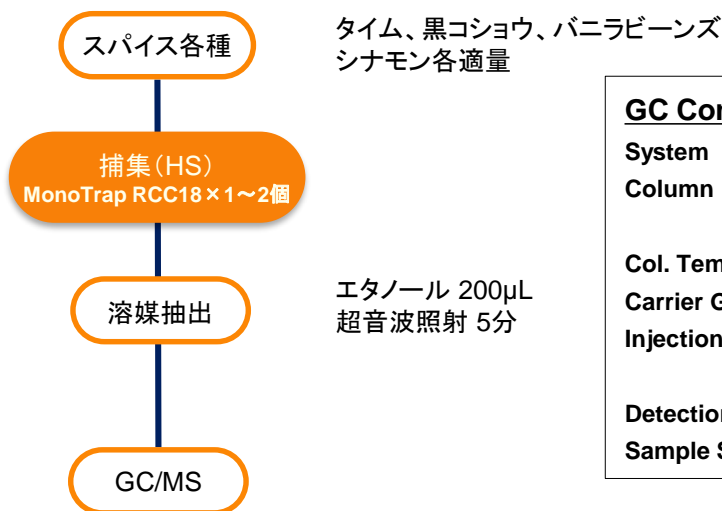 スパイス各種
タイム、黒コショウ、バニラビーンズ
シナモン各適量
捕集(HS)
MonoTrap RCC18×1～2個
溶媒抽出
エタノール 200μL
超音波照射 5分
GC/MS
GC Con
System
Column
Col. Tem
Carrier G
Injection
Detection
Sample S